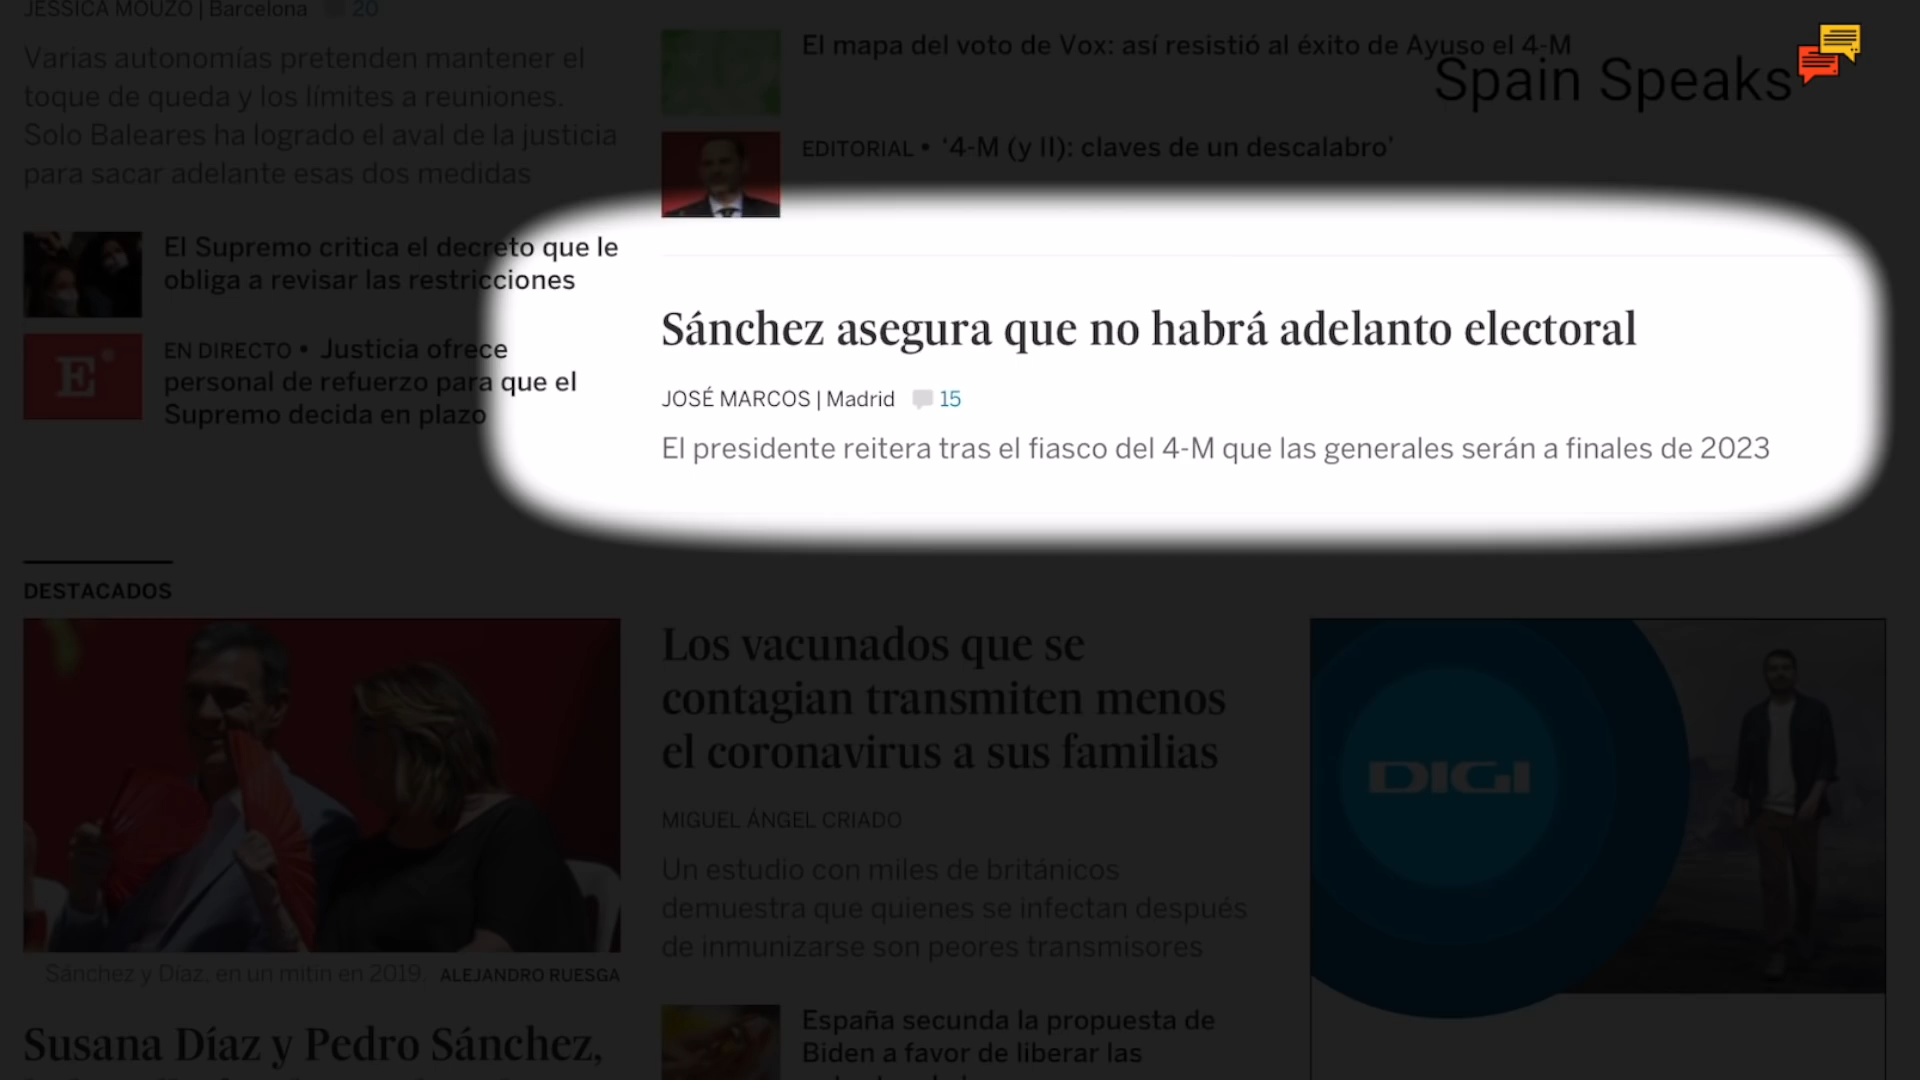 JESSICA MOUZO | Barcelona 20
Varias autonomías pretenden mantener el
toque de queda y los límites a reuniones.
Solo Baleares ha logrado el aval de la justicia
para sacar adelante esas dos medidas
El Supremo critica el decreto que le
obliga a revisar las restricciones
E
EN DIRECTO • Justicia ofrece
personal de refuerzo para que el
Supremo decida en plazo
El mapa del voto de Vox: así resistió al éxito de Ayuso el 4-M
Spain Speaks
EDITORIAL • ‘4-M (y II): claves de un descalabro’
Sánchez asegura que no habrá adelanto electoral
JOSÉ MARCOS | Madrid 15
El presidente reitera tras el fiasco del 4-M que las generales serán a finales de 2023
DESTACADOS
Sánchez y Díaz, en un mitin en 2019. ALEJANDRO RUESGA
Susana Díaz y Pedro Sánchez,
Los vacunados que se
contagian transmiten menos
el coronavirus a sus familias
MIGUEL ÁNGEL CRIADO
Un estudio con miles de británicos
demuestra que quienes se infectan después
de inmunizarse son peores transmisores
España secunda la propuesta de
Biden a favor de liberar las
DIGI